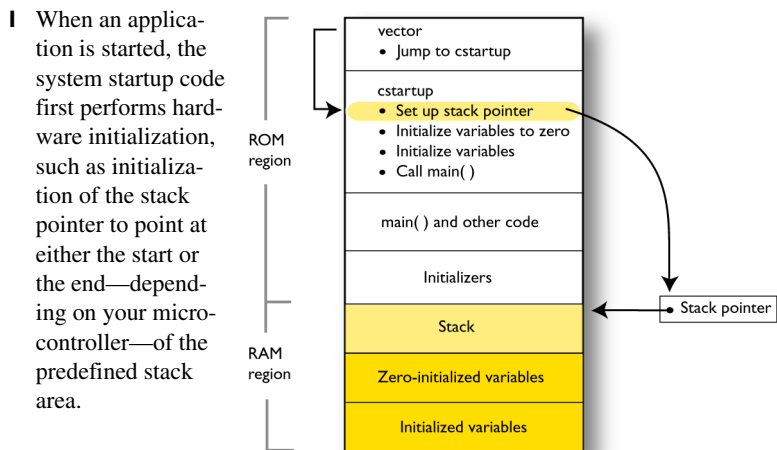 1 When an applica-
tion is started, the
system startup code
first performs hard-
ware initialization,
such as initializa-
tion of the stack
pointer to point at
either the start or
the end—depend-
ing on your micro-
controller—of the
predefined stack
area.
ROM
region
RAM
region
vector
• Jump to cstartup
cstartup
• Set up stack pointer
• Initialize variables to zero
• Initialize variables
• Call main( )
main( ) and other code
Initializers
Stack
Zero-initialized variables
Initialized variables
Stack pointer